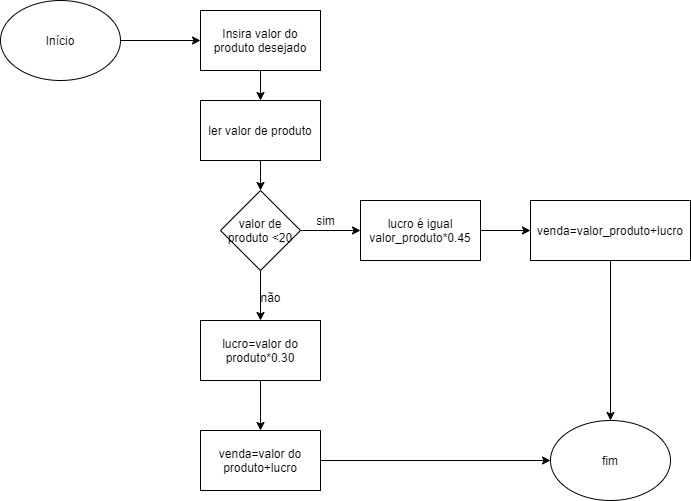 Início
Insira valor do
produto desejado
ler valor de produto
valor de
produto <20
sim
lucro é igual
valor_produto*0.45
venda=valor_produto+lucro
não
lucro=valor do
produto*0.30
venda=valor do
produto+lucro
fim